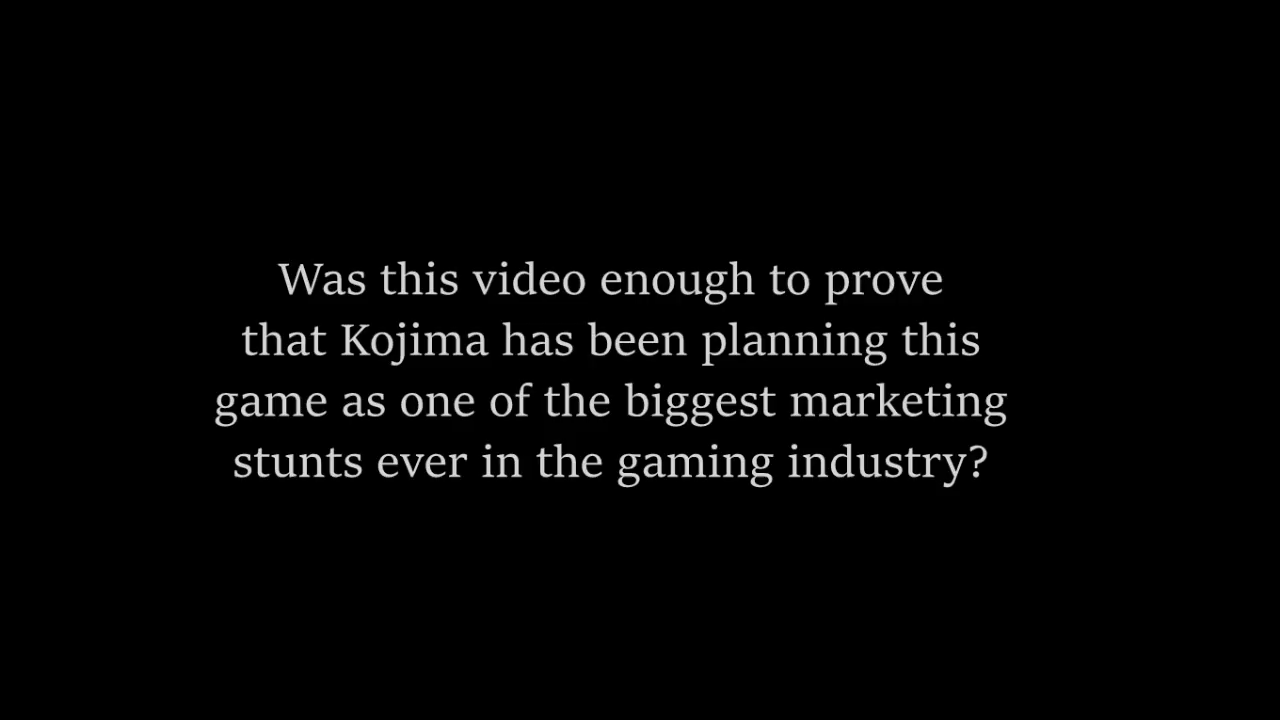 Was this video enough to prove
that Kojima has been planning this
game as one of the biggest marketing
stunts ever in the gaming industry?